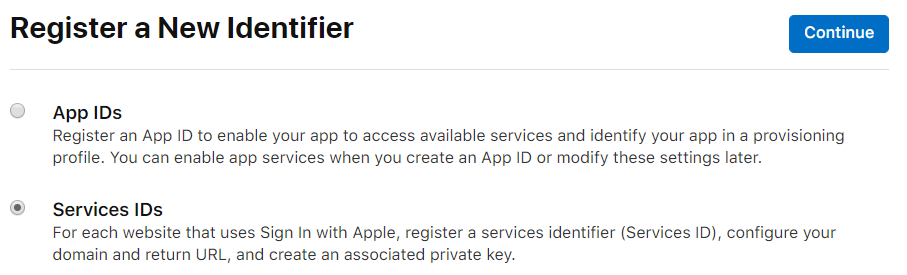 Register a New Identifier
Continue
App IDs
Register an App ID to enable your app to access available services and identify your app in a provisioning
profile. You can enable app services when you create an App ID or modify these settings later.
Services IDs
For each website that uses Sign In with Apple, register a services identifier (Services ID), configure your
domain and return URL, and create an associated private key.